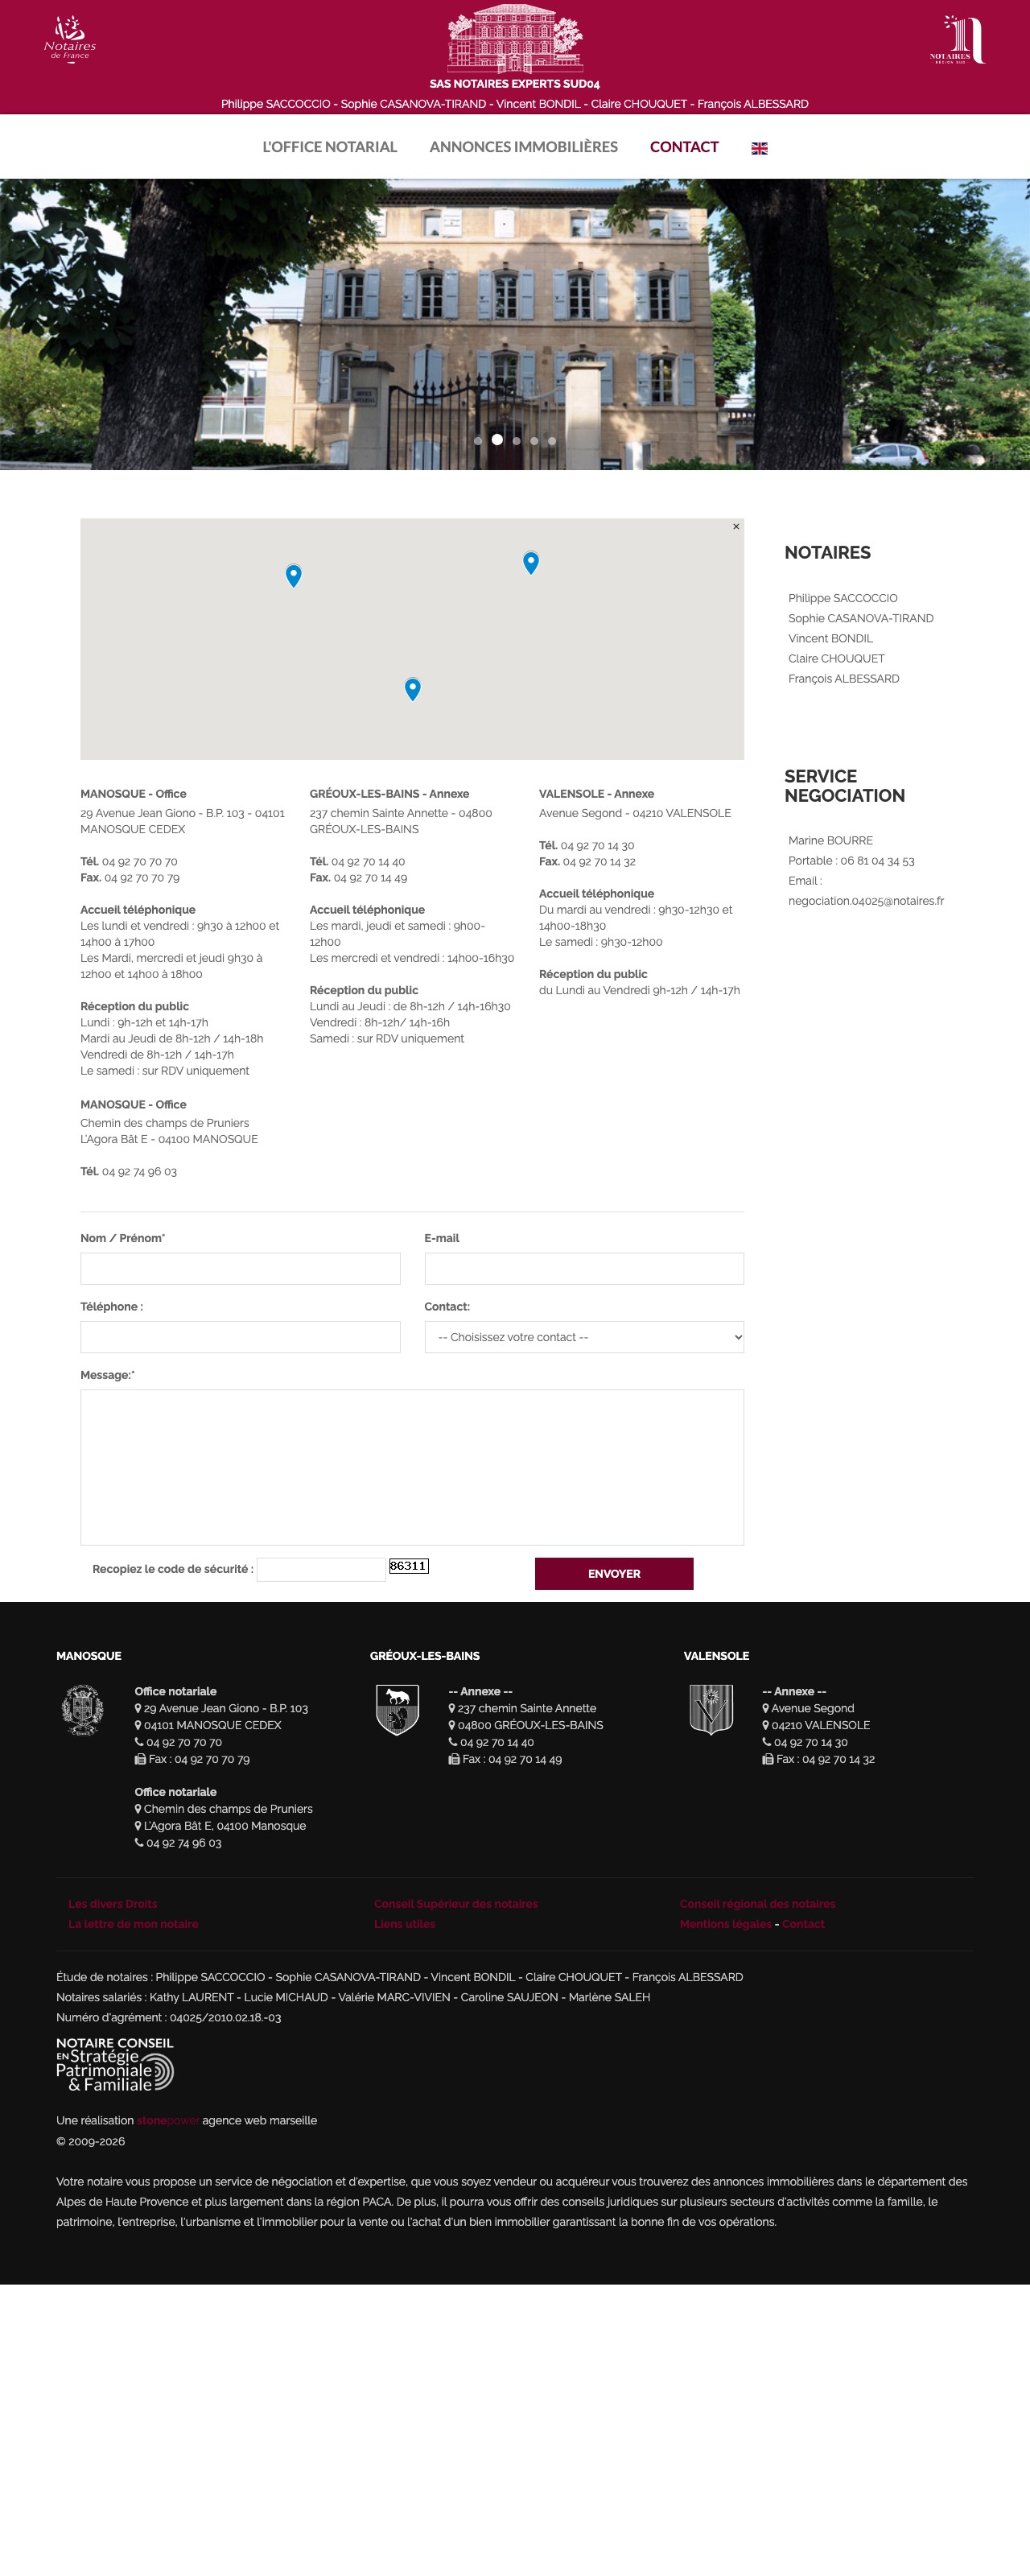 Notaires
de France
SAS NOTAIRES EXPERTS SUD04
Philippe SACCOCCIO - Sophie CASANOVA-TIRAND - Vincent BONDIL - Claire CHOUQUET - François ALBESSARD
NOTAIRES
RÉGION SUD
L'OFFICE NOTARIAL
ANNONCES IMMOBILIÈRES
CONTACT
NOTAIRES
Philippe SACCOCCIO
Sophie CASANOVA-TIRAND
Vincent BONDIL
Claire CHOUQUET
François ALBESSARD
SERVICE
NEGOCIATION
Marine BOURRE
Portable : 06 81 04 34 53
Email :
negociation.04025@notaires.fr
MANOSQUE - Office
29 Avenue Jean Giono - B.P. 103 - 04101
MANOSQUE CEDEX
Tél. 04 92 70 70 70
Fax. 04 92 70 70 79
Accueil téléphonique
Les lundi et vendredi : 9h30 à 12h00 et
14h00 à 17h00
Les Mardi, mercredi et jeudi 9h30 à
12h00 et 14h00 à 18h00
Réception du public
Lundi : 9h-12h et 14h-17h
Mardi au Jeudi de 8h-12h / 14h-18h
Vendredi de 8h-12h / 14h-17h
Le samedi : sur RDV uniquement
GRÉOUX-LES-BAINS - Annexe
237 chemin Sainte Annette - 04800
GRÉOUX-LES-BAINS
Tél. 04 92 70 14 40
Fax. 04 92 70 14 49
Accueil téléphonique
Les mardi, jeudi et samedi : 9h00-
12h00
Les mercredi et vendredi : 14h00-16h30
Réception du public
Lundi au Jeudi : de 8h-12h / 14h-16h30
Vendredi : 8h-12h/ 14h-16h
Samedi : sur RDV uniquement
VALENSOLE - Annexe
Avenue Segond - 04210 VALENSOLE
Tél. 04 92 70 14 30
Fax. 04 92 70 14 32
Accueil téléphonique
Du mardi au vendredi : 9h30-12h30 et
14h00-18h30
Le samedi : 9h30-12h00
Réception du public
du Lundi au Vendredi 9h-12h / 14h-17h
MANOSQUE - Office
Chemin des champs de Pruniers
L'Agora Bât E - 04100 MANOSQUE
Tél. 04 92 74 96 03
Nom / Prénom*
E-mail
Téléphone :
Contact:
-- Choisissez votre contact --
Message:*
Recopiez le code de sécurité :
86311
ENVOYER
MANOSQUE
Office notariale
29 Avenue Jean Giono - B.P. 103
04101 MANOSQUE CEDEX
04 92 70 70 70
Fax : 04 92 70 70 79
Office notariale
Chemin des champs de Pruniers
L'Agora Bât E, 04100 Manosque
04 92 74 96 03
GRÉOUX-LES-BAINS
-- Annexe --
237 chemin Sainte Annette
04800 GRÉOUX-LES-BAINS
04 92 70 14 40
Fax : 04 92 70 14 49
VALENSOLE
-- Annexe --
Avenue Segond
04210 VALENSOLE
04 92 70 14 30
Fax : 04 92 70 14 32
Les divers Droits
La lettre de mon notaire
Conseil Supérieur des notaires
Liens utiles
Conseil régional des notaires
Mentions légales - Contact
Étude de notaires : Philippe SACCOCCIO - Sophie CASANOVA-TIRAND - Vincent BONDIL - Claire CHOUQUET - François ALBESSARD
Notaires salariés : Kathy LAURENT - Lucie MICHAUD - Valérie MARC-VIVIEN - Caroline SAUJEON - Marlène SALEH
Numéro d'agrément : 04025/2010.02.18.-03
NOTAIRE CONSEIL
EN Stratégie
Patrimoniale
& Familiale
Une réalisation stonepower agence web marseille
© 2009-2026
Votre notaire vous propose un service de négociation et d'expertise, que vous soyez vendeur ou acquéreur vous trouverez des annonces immobilières dans le département des
Alpes de Haute Provence et plus largement dans la région PACA. De plus, il pourra vous offrir des conseils juridiques sur plusieurs secteurs d'activités comme la famille, le
patrimoine, l'entreprise, l'urbanisme et l'immobilier pour la vente ou l'achat d'un bien immobilier garantissant la bonne fin de vos opérations.